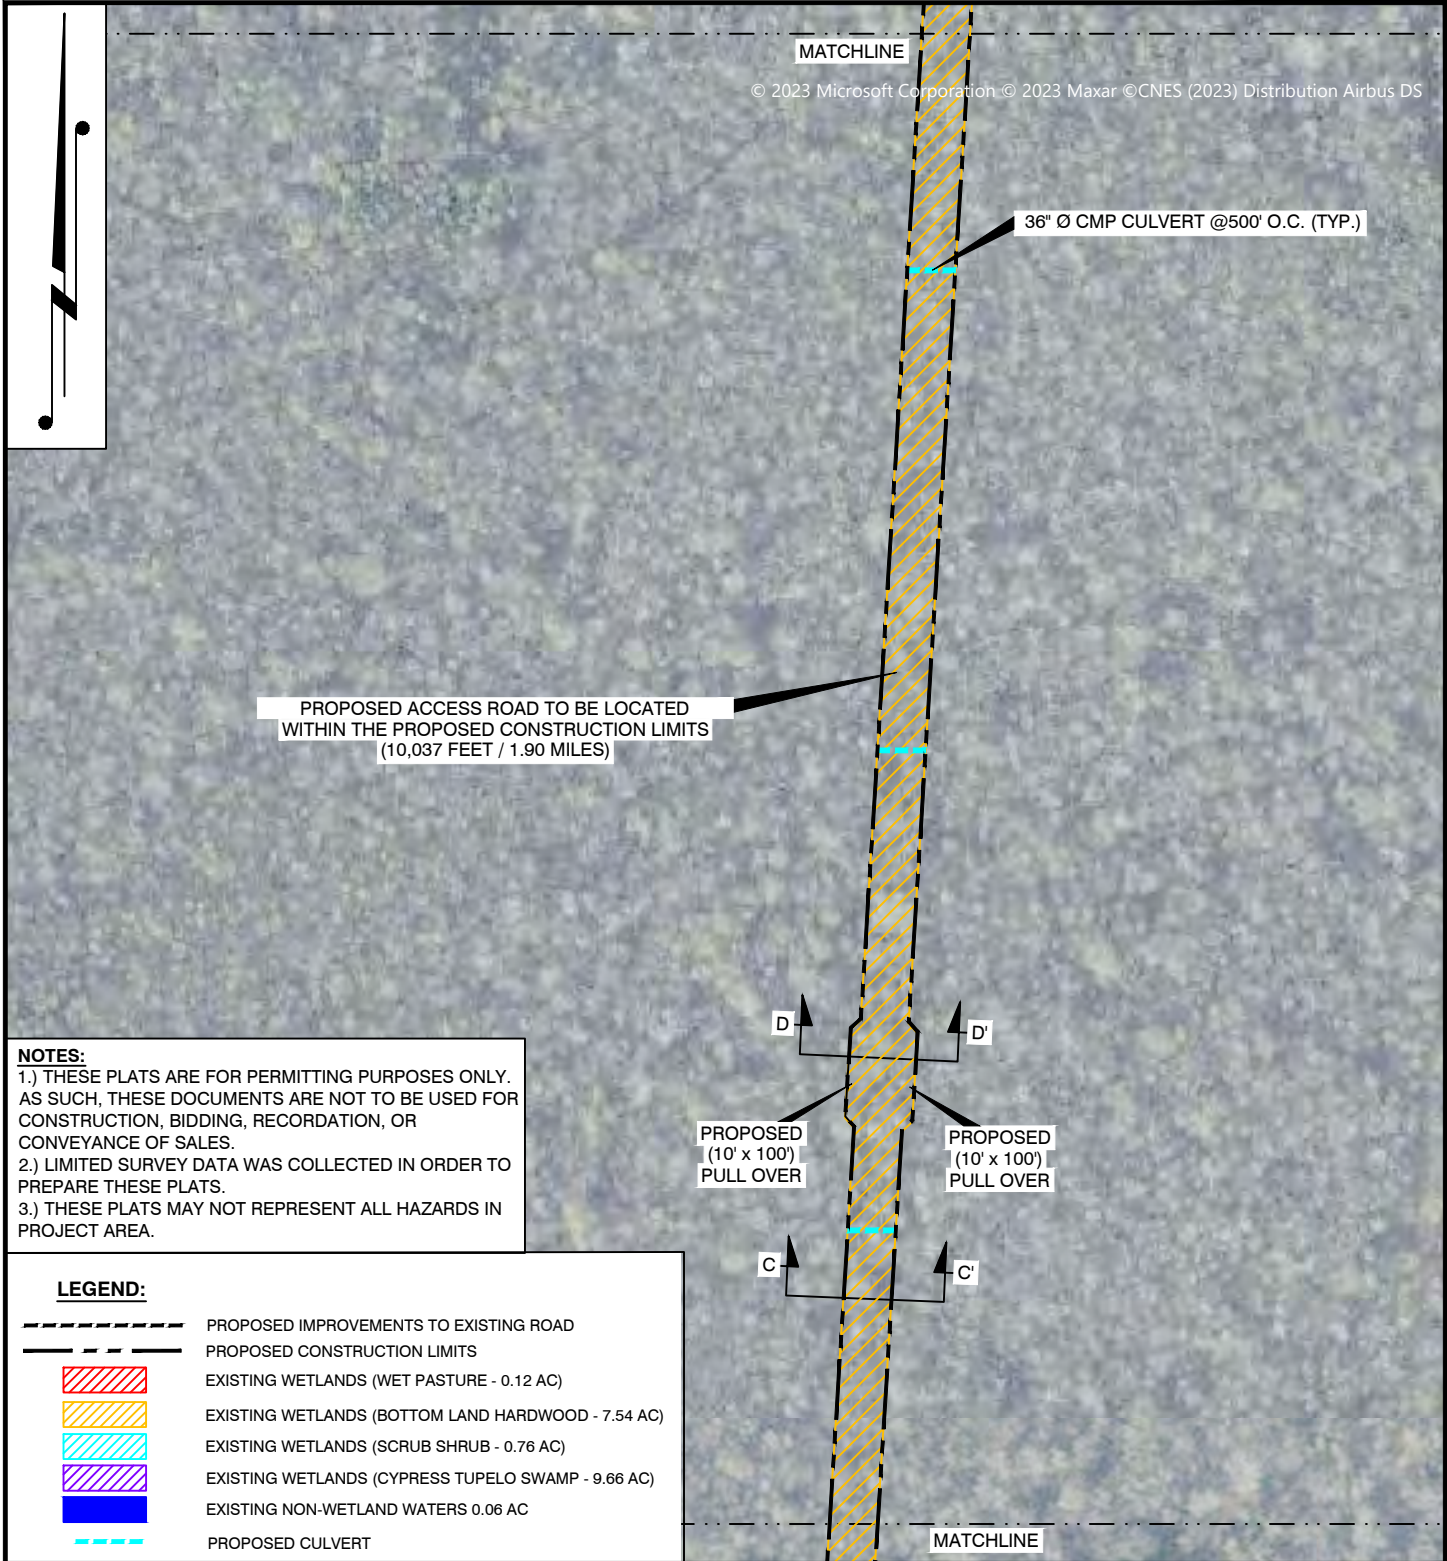 MATCHLINE
© 2023 Microsoft Corporation © 2023 Maxar ©CNES (2023) Distribution Airbus DS
36" Ø CMP CULVERT @500' O.C. (TYP.)
PROPOSED ACCESS ROAD TO BE LOCATED
WITHIN THE PROPOSED CONSTRUCTION LIMITS
(10,037 FEET / 1.90 MILES)
D
D'
PROPOSED
(10' x 100')
PULL OVER
PROPOSED
(10' x 100')
PULL OVER
C
C'
NOTES:
1.) THESE PLATS ARE FOR PERMITTING PURPOSES ONLY.
AS SUCH, THESE DOCUMENTS ARE NOT TO BE USED FOR
CONSTRUCTION, BIDDING, RECORDATION, OR
CONVEYANCE OF SALES.
2.) LIMITED SURVEY DATA WAS COLLECTED IN ORDER TO
PREPARE THESE PLATS.
3.) THESE PLATS MAY NOT REPRESENT ALL HAZARDS IN
PROJECT AREA.
LEGEND:
PROPOSED IMPROVEMENTS TO EXISTING ROAD
PROPOSED CONSTRUCTION LIMITS
EXISTING WETLANDS (WET PASTURE - 0.12 AC)
EXISTING WETLANDS (BOTTOM LAND HARDWOOD - 7.54 AC)
EXISTING WETLANDS (SCRUB SHRUB - 0.76 AC)
EXISTING WETLANDS (CYPRESS TUPELO SWAMP - 9.66 AC)
EXISTING NON-WETLAND WATERS 0.06 AC
PROPOSED CULVERT
MATCHLINE